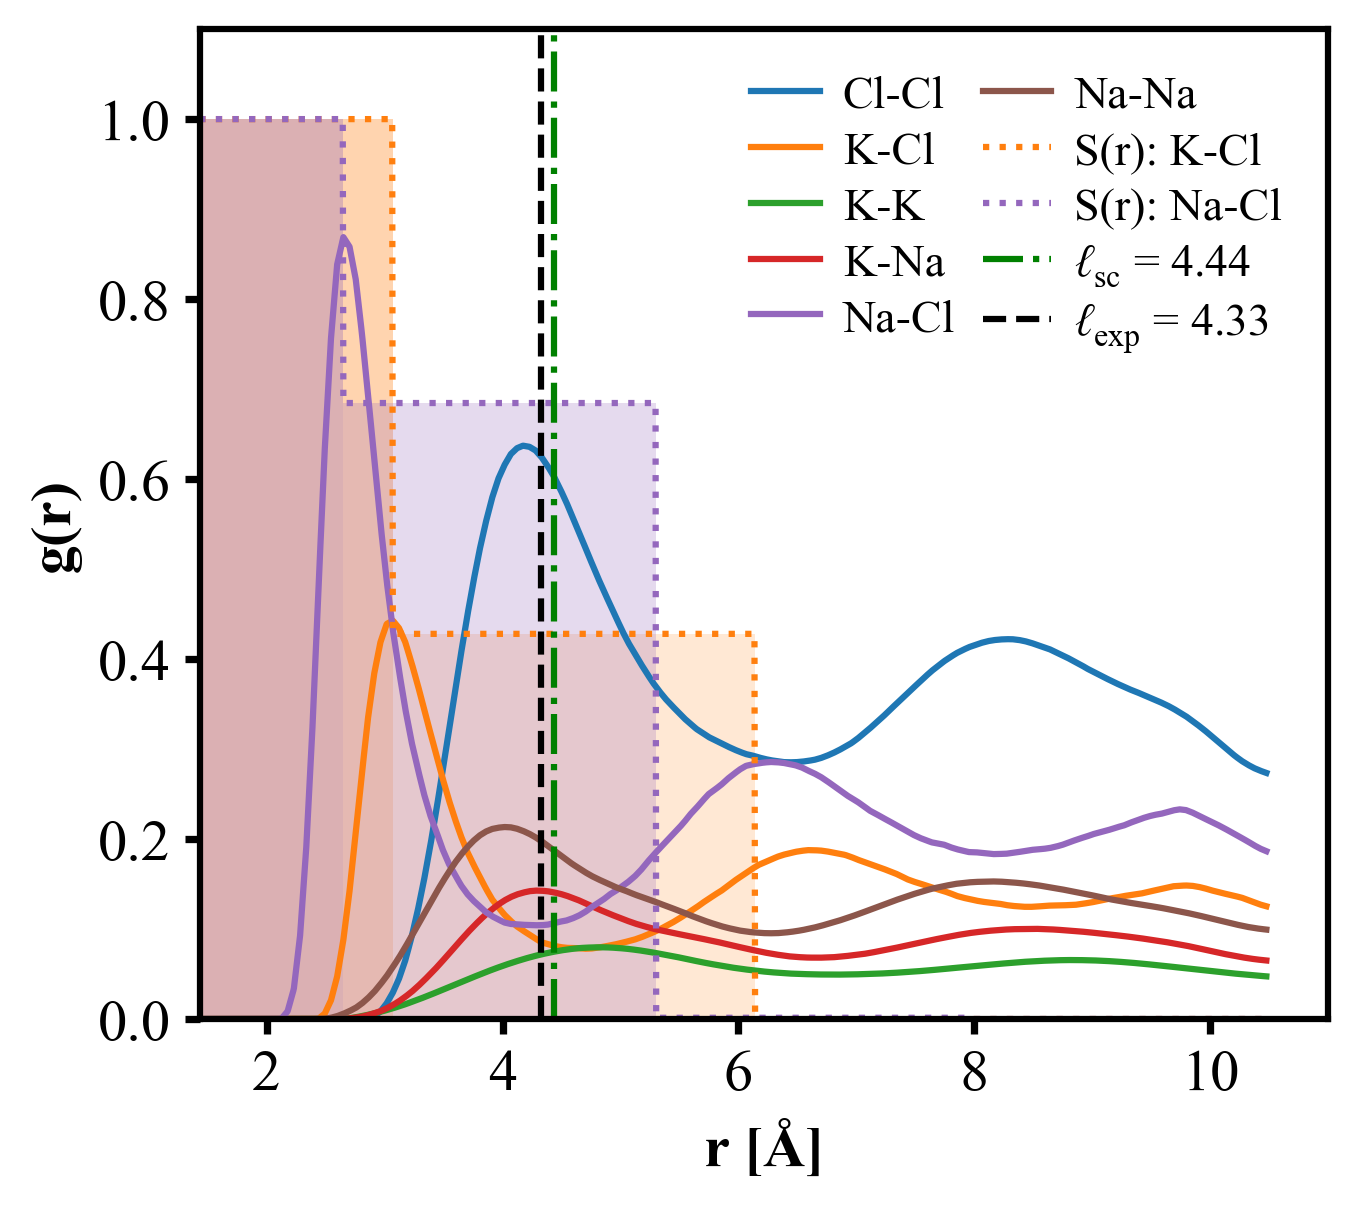 Cl-Cl
K-Cl
K-K
K-Na
Na-Cl
Na-Na
S(r): K-Cl
S(r): Na-Cl
ℓsc = 4.44
ℓexp = 4.33
1.0
0.8
0.6
0.4
0.2
0.0
g(r)
2 4 6 8 10
r [Å]